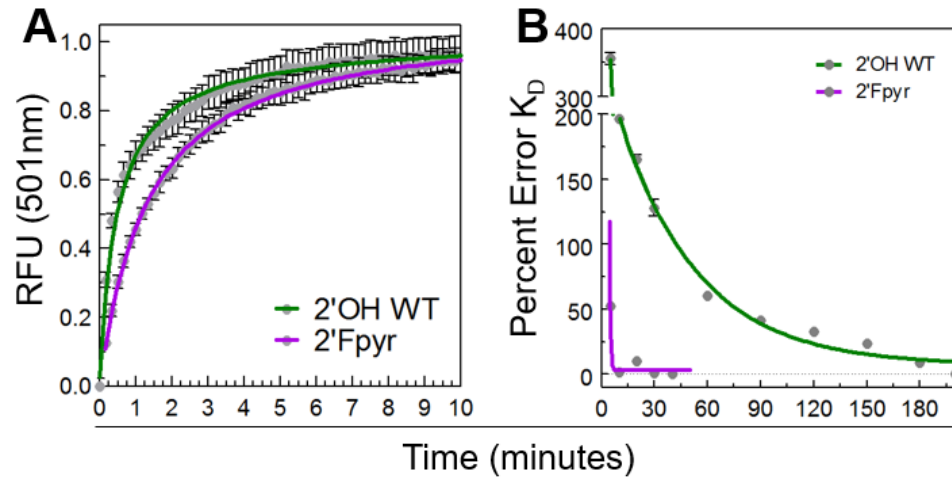 A
RFU (501nm)
1.0
0.8
0.6
0.4
0.2
0.0
2'OH WT
2'Fpyr
0 1 2 3 4 5 6 7 8 9 10
B
Percent Error K_D
400
300
200
150
100
50
0
2'OH WT
2'Fpyr
0 30 60 90 120 150 180
Time (minutes)